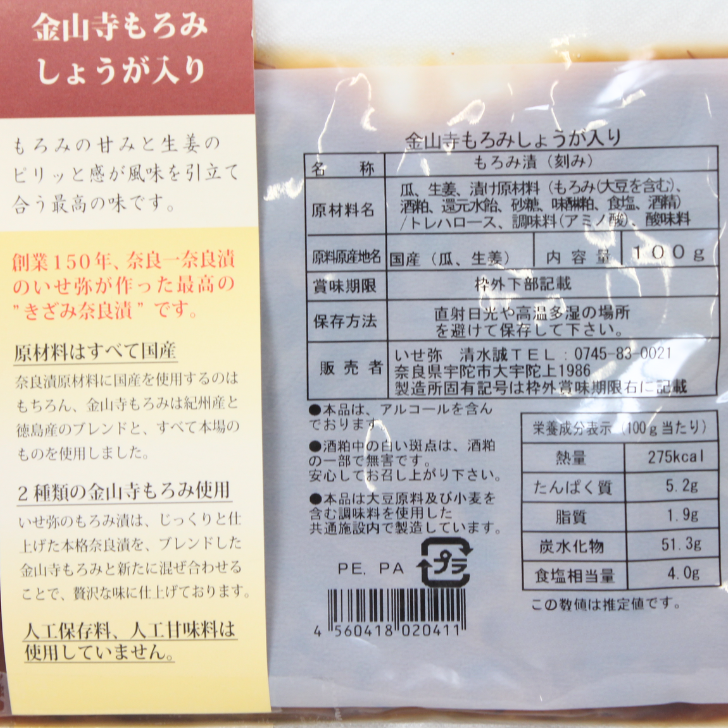 金山寺もろみ
しょうが入り
もろみの甘みと生姜の
ピリッと感が風味を引立て
合う最高の味です。
創業150年、奈良一奈良漬
のいせ弥が作った最高の
"きざみ奈良漬"です。
原材料はすべて国産
奈良漬原材料に国産を使用するのは
もちろん、金山寺もろみは紀州産と
徳島産のブレンドと、すべて本場の
ものを使用しました。
2種類の金山寺もろみ使用
いせ弥のもろみ漬は、じっくりと仕
上げた本格奈良漬を、ブレンドした
金山寺もろみと新たに混ぜ合わせる
ことで、贅沢な味に仕上げております。
人工保存料、人工甘味料は
使用していません。
金山寺もろみしょうが入り
名称 もろみ漬(刻み)
原材料名 瓜、生姜、漬け原材料(もろみ(大豆を含む)、
酒粕、還元水飴、砂糖、味醂粕、食塩、酒精)
/トレハロース、調味料(アミノ酸)、酸味料
原料原産地名 国産(瓜、生姜) 内容量 100g
賞味期限 枠外下部記載
保存方法 直射日光や高温多湿の場所
を避けて保存して下さい。
販売者 いせ弥 清水誠TEL:0745-83-0021
奈良県宇陀市大宇陀上1986
製造所固有記号は枠外賞味期限右に記載
●本品は、アルコールを含ん
でおります。
●酒粕中の白い斑点は、酒粕
の一部で無害です。
安心してお召し上がり下さい。
●本品は大豆原料及び小麦を
含む調味料を使用した
共通施設内で製造しています。
PE, PA プラ
4 560418 020411
栄養成分表示(100g当たり)
熱量 275kcal
たんぱく質 5.2g
脂質 1.9g
炭水化物 51.3g
食塩相当量 4.0g
この数値は推定値です。